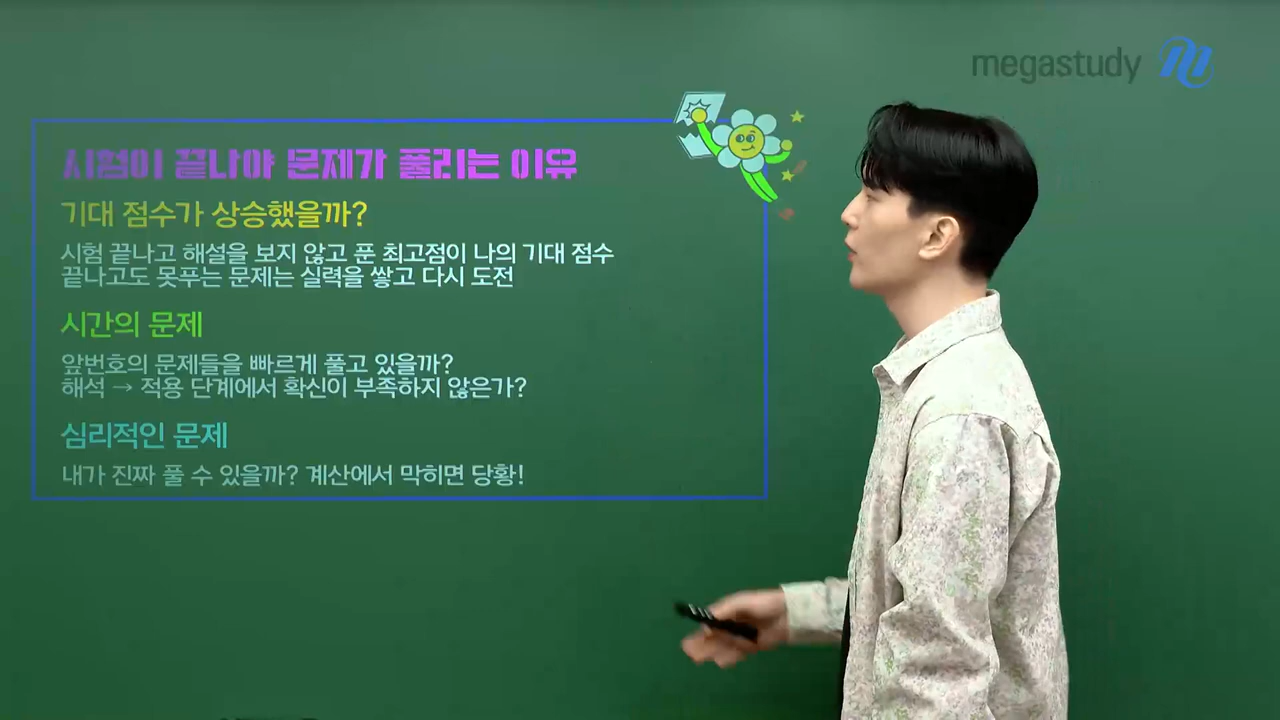 megastudy
시험이 끝나야 문제가 풀리는 이유
기대 점수가 상승했을까?
시험 끝나고 해설을 보지 않고 푼 최고점이 나의 기대 점수
끝나고도 못푸는 문제는 실력을 쌓고 다시 도전
시간의 문제
앞번호의 문제들을 빠르게 풀고 있을까?
해석 → 적용 단계에서 확신이 부족하지 않은가?
심리적인 문제
내가 진짜 풀 수 있을까? 계산에서 막히면 당황!